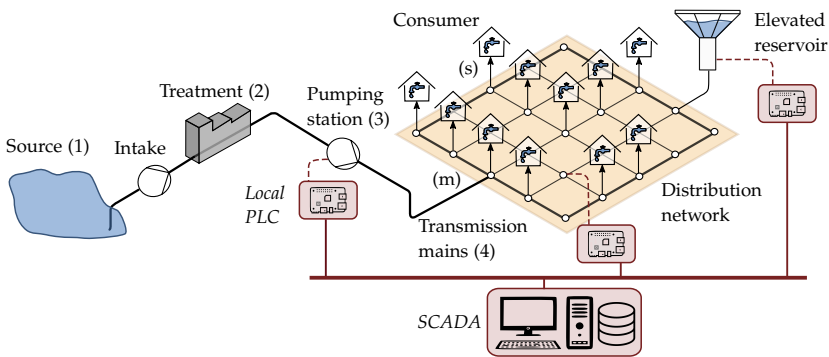 Consumer
Elevated
reservoir
(s)
Treatment (2)
Pumping
station (3)
Intake
Source (1)
(m)
Local
PLC
Distribution
network
Transmission
mains (4)
SCADA